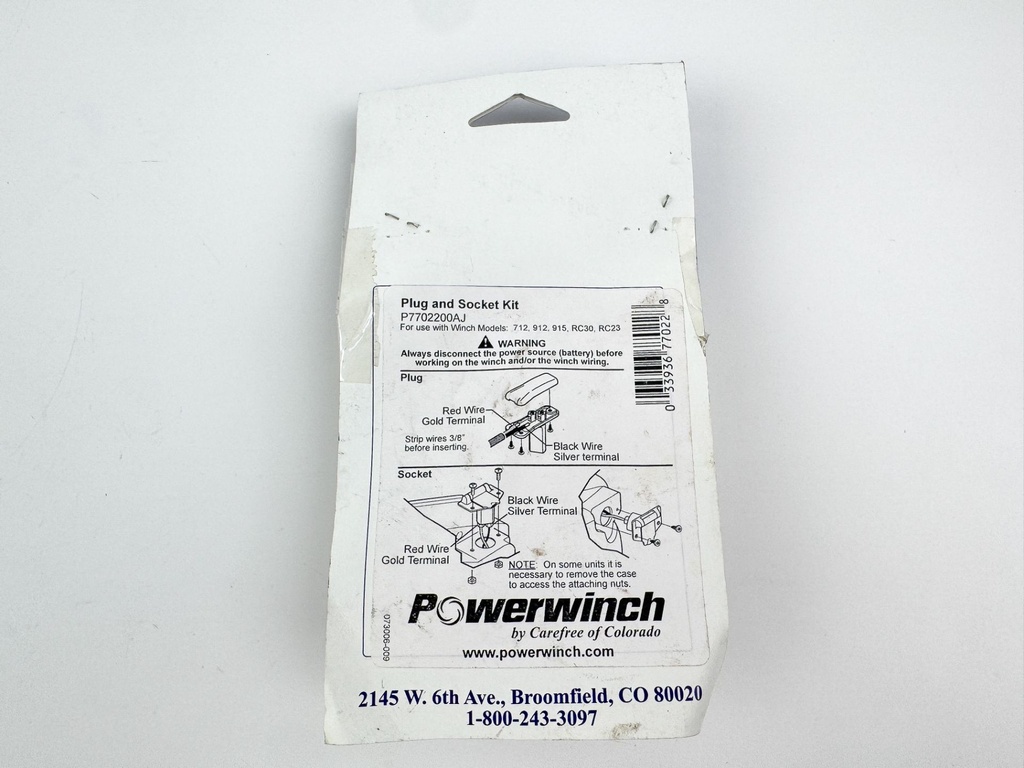 Plug and Socket Kit
P7702200AJ
For use with Winch Models: 712, 912, 915, RC30, RC23
WARNING
Always disconnect the power source (battery) before
working on the winch and/or the winch wiring.
0 33936 77022 8
Plug
Red Wire
Gold Terminal
Strip wires 3/8"
before inserting.
Black Wire
Silver terminal
Socket
Black Wire
Silver Terminal
Red Wire
Gold Terminal
NOTE: On some units it is
necessary to remove the case
to access the attaching nuts.
Powerwinch
by Carefree of Colorado
www.powerwinch.com
073006-009
2145 W. 6th Ave., Broomfield, CO 80020
1-800-243-3097